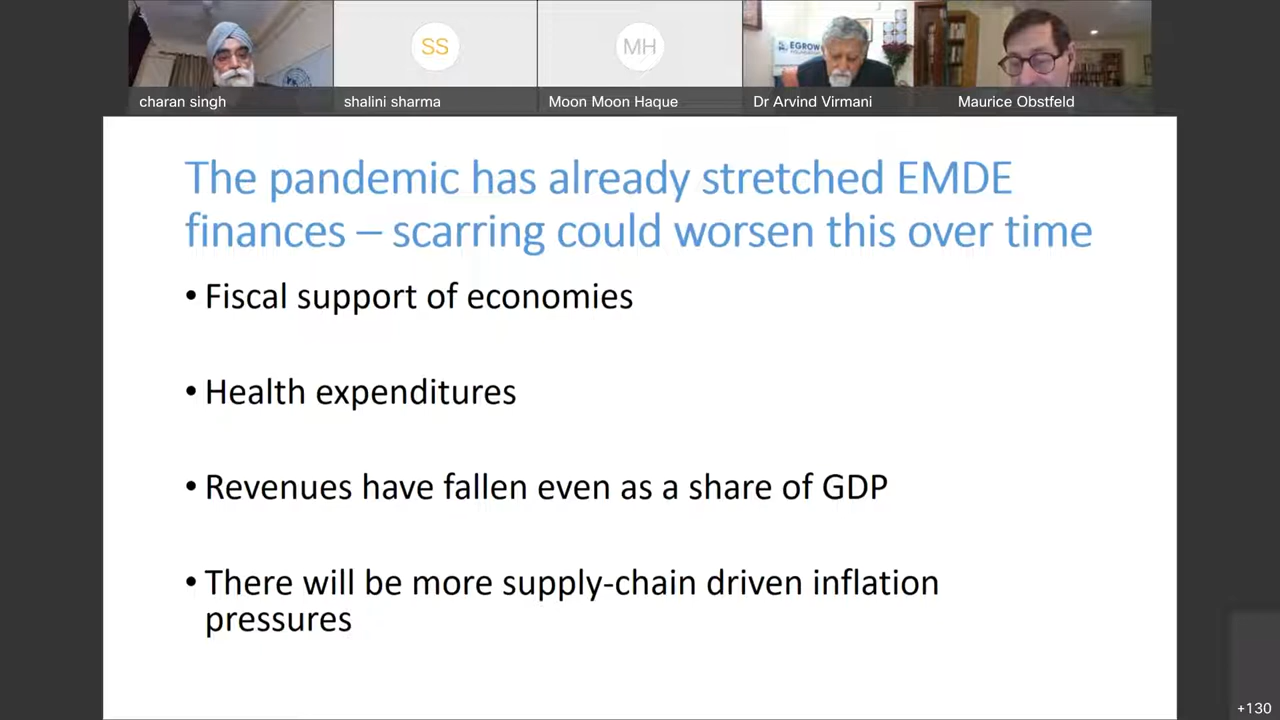 SS
MH
EGROW
FOUNDATION
charan singh
shalini sharma
Moon Moon Haque
Dr Arvind Virmani
Maurice Obstfeld
The pandemic has already stretched EMDE
finances – scarring could worsen this over time
• Fiscal support of economies
• Health expenditures
• Revenues have fallen even as a share of GDP
• There will be more supply-chain driven inflation
pressures
+130